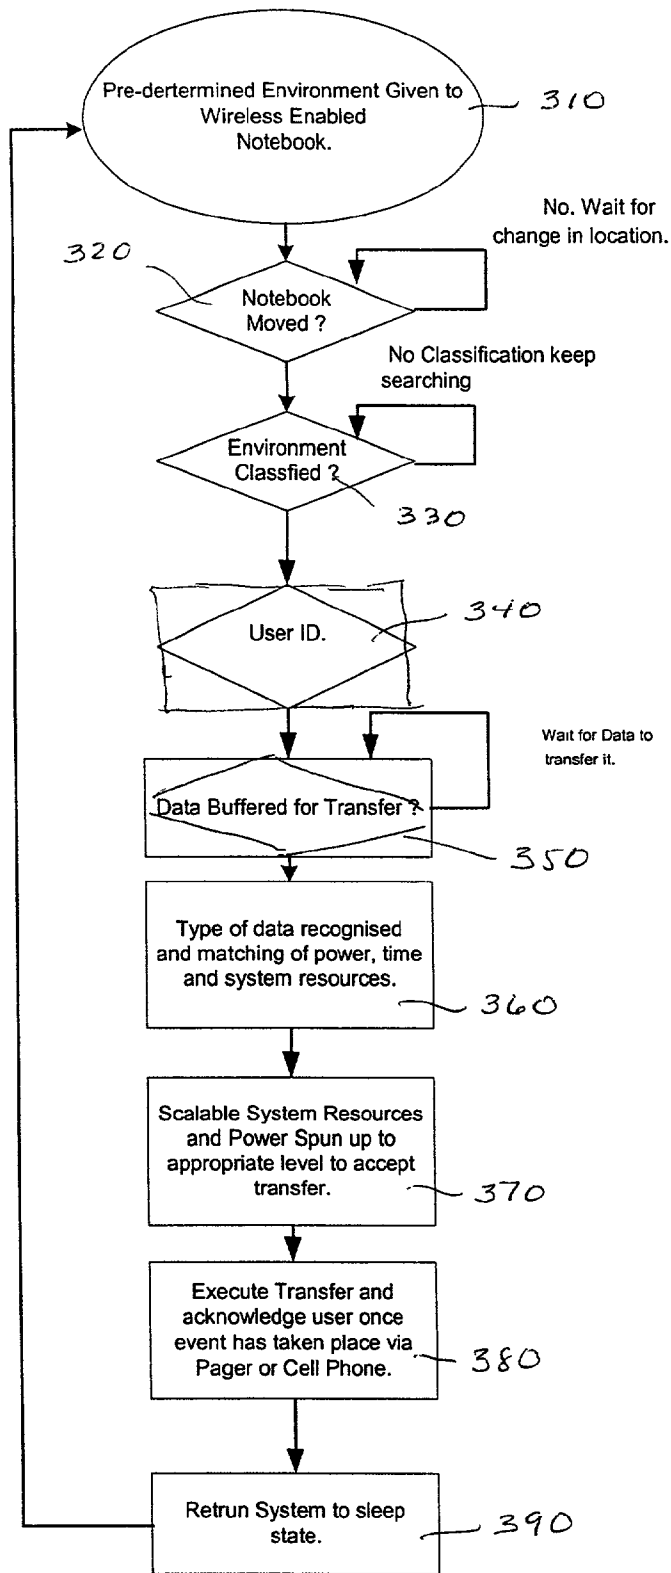 Pre-dertermined Environment Given to
Wireless Enabled
Notebook.
310
No. Wait for
change in location.
320
Notebook
Moved ?
No Classification keep
searching
Environment
Classfied ?
330
User ID.
340
Wait for Data to
transfer it.
Data Buffered for Transfer ?
350
Type of data recognised
and matching of power, time
and system resources.
360
Scalable System Resources
and Power Spun up to
appropriate level to accept
transfer.
370
Execute Transfer and
acknowledge user once
event has taken place via
Pager or Cell Phone.
380
Retrun System to sleep
state.
390